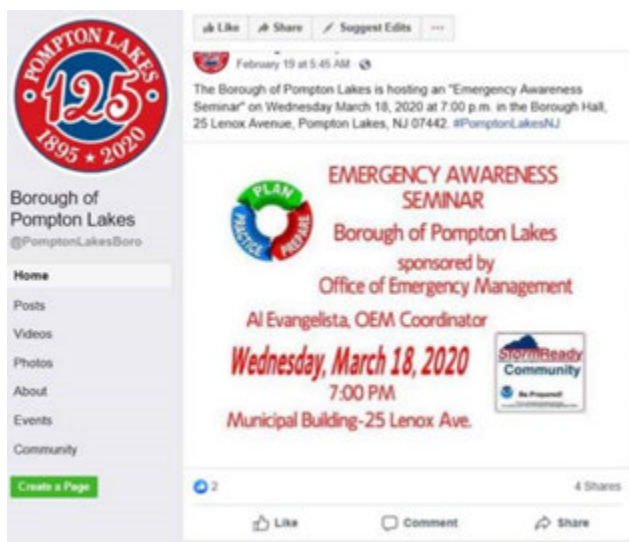 POMPTON LAKES
125
1895 ★ 2020
Borough of
Pompton Lakes
@PomptonLakesBoro
Home
Posts
Videos
Photos
About
Events
Community
Create a Page
Like Share Suggest Edits ...
February 19 at 5:45 AM
The Borough of Pompton Lakes is hosting an "Emergency Awareness
Seminar" on Wednesday March 18, 2020 at 7:00 p.m. in the Borough Hall,
25 Lenox Avenue, Pompton Lakes, NJ 07442. #PomptonLakesNJ
PLAN
PREPARE
PRACTICE
EMERGENCY AWARENESS
SEMINAR
Borough of Pompton Lakes
sponsored by
Office of Emergency Management
Al Evangelista, OEM Coordinator
Wednesday, March 18, 2020
7:00 PM
Municipal Building-25 Lenox Ave.
StormReady
Community
Be Prepared!
2
4 Shares
Like Comment Share